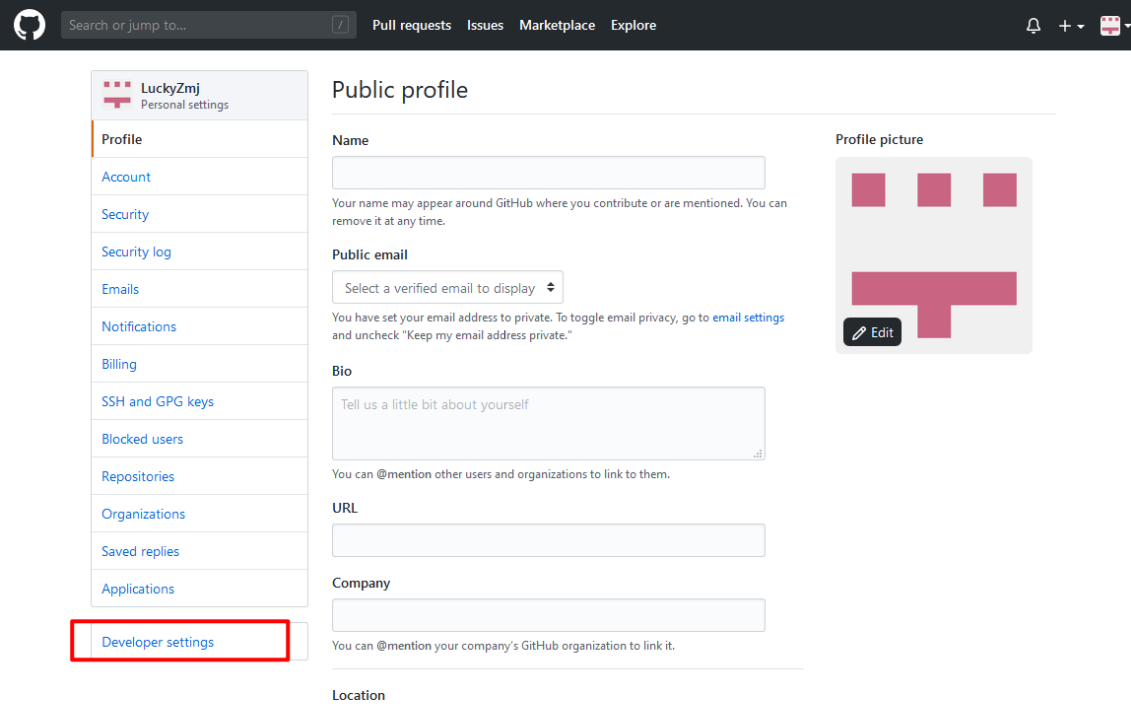 Search or jump to... /
Pull requests Issues Marketplace Explore
LuckyZmj
Personal settings
Profile
Account
Security
Security log
Emails
Notifications
Billing
SSH and GPG keys
Blocked users
Repositories
Organizations
Saved replies
Applications
Developer settings
Public profile
Name
Your name may appear around GitHub where you contribute or are mentioned. You can
remove it at any time.
Public email
Select a verified email to display
You have set your email address to private. To toggle email privacy, go to email settings
and uncheck "Keep my email address private."
Bio
Tell us a little bit about yourself
You can @mention other users and organizations to link to them.
URL
Company
You can @mention your company's GitHub organization to link it.
Location
Profile picture
Edit